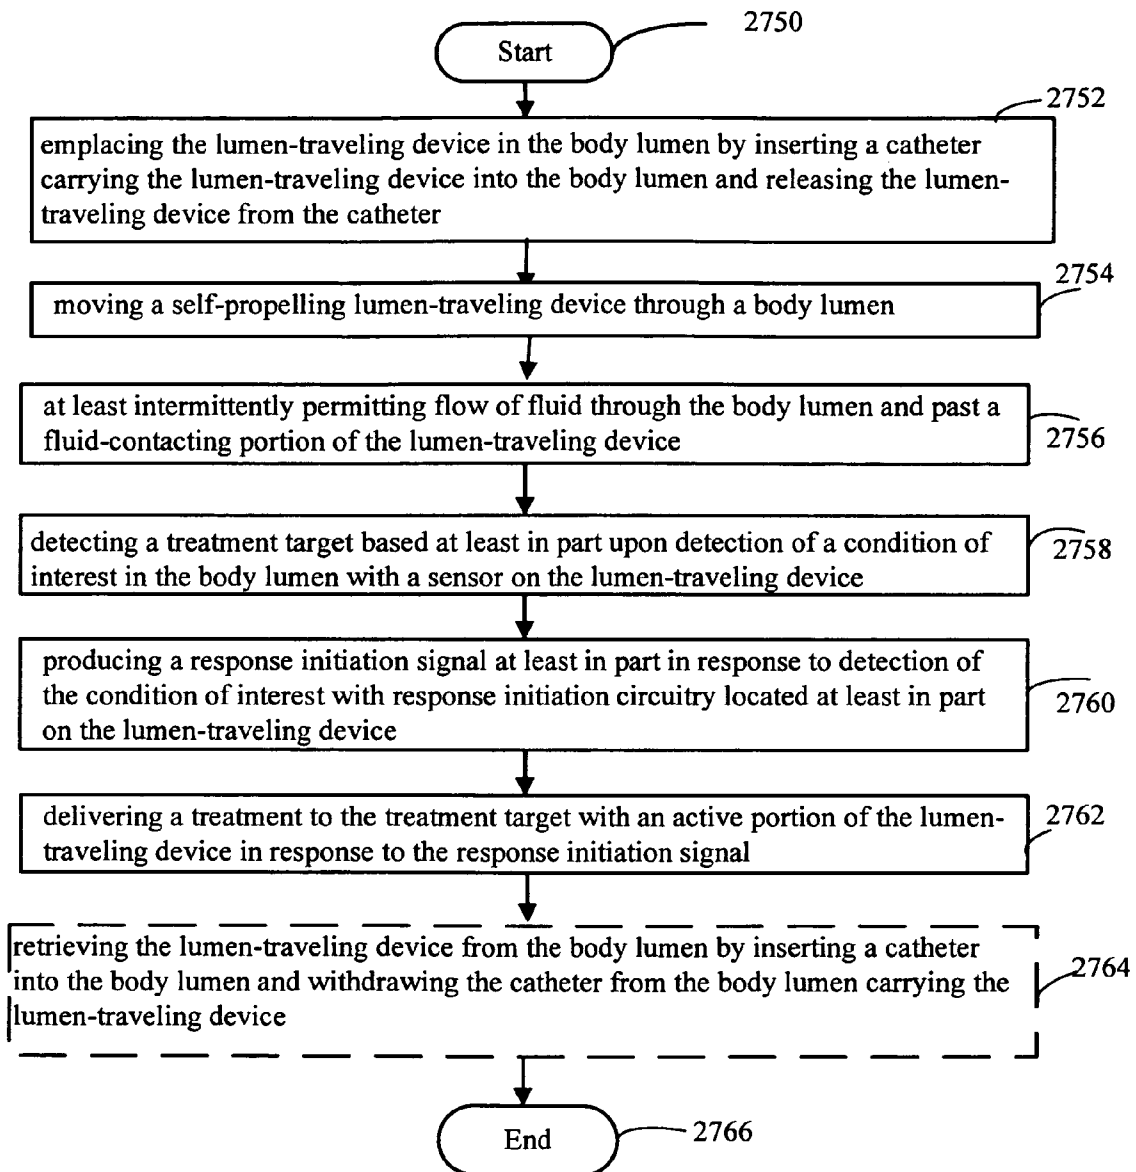 2750
Start
2752
emplacing the lumen-traveling device in the body lumen by inserting a catheter
carrying the lumen-traveling device into the body lumen and releasing the lumen-
traveling device from the catheter
2754
moving a self-propelling lumen-traveling device through a body lumen
at least intermittently permitting flow of fluid through the body lumen and past a
fluid-contacting portion of the lumen-traveling device
2756
detecting a treatment target based at least in part upon detection of a condition of
interest in the body lumen with a sensor on the lumen-traveling device
2758
producing a response initiation signal at least in part in response to detection of
the condition of interest with response initiation circuitry located at least in part
on the lumen-traveling device
2760
delivering a treatment to the treatment target with an active portion of the lumen-
traveling device in response to the response initiation signal
2762
retrieving the lumen-traveling device from the body lumen by inserting a catheter
into the body lumen and withdrawing the catheter from the body lumen carrying the
lumen-traveling device
2764
End
2766